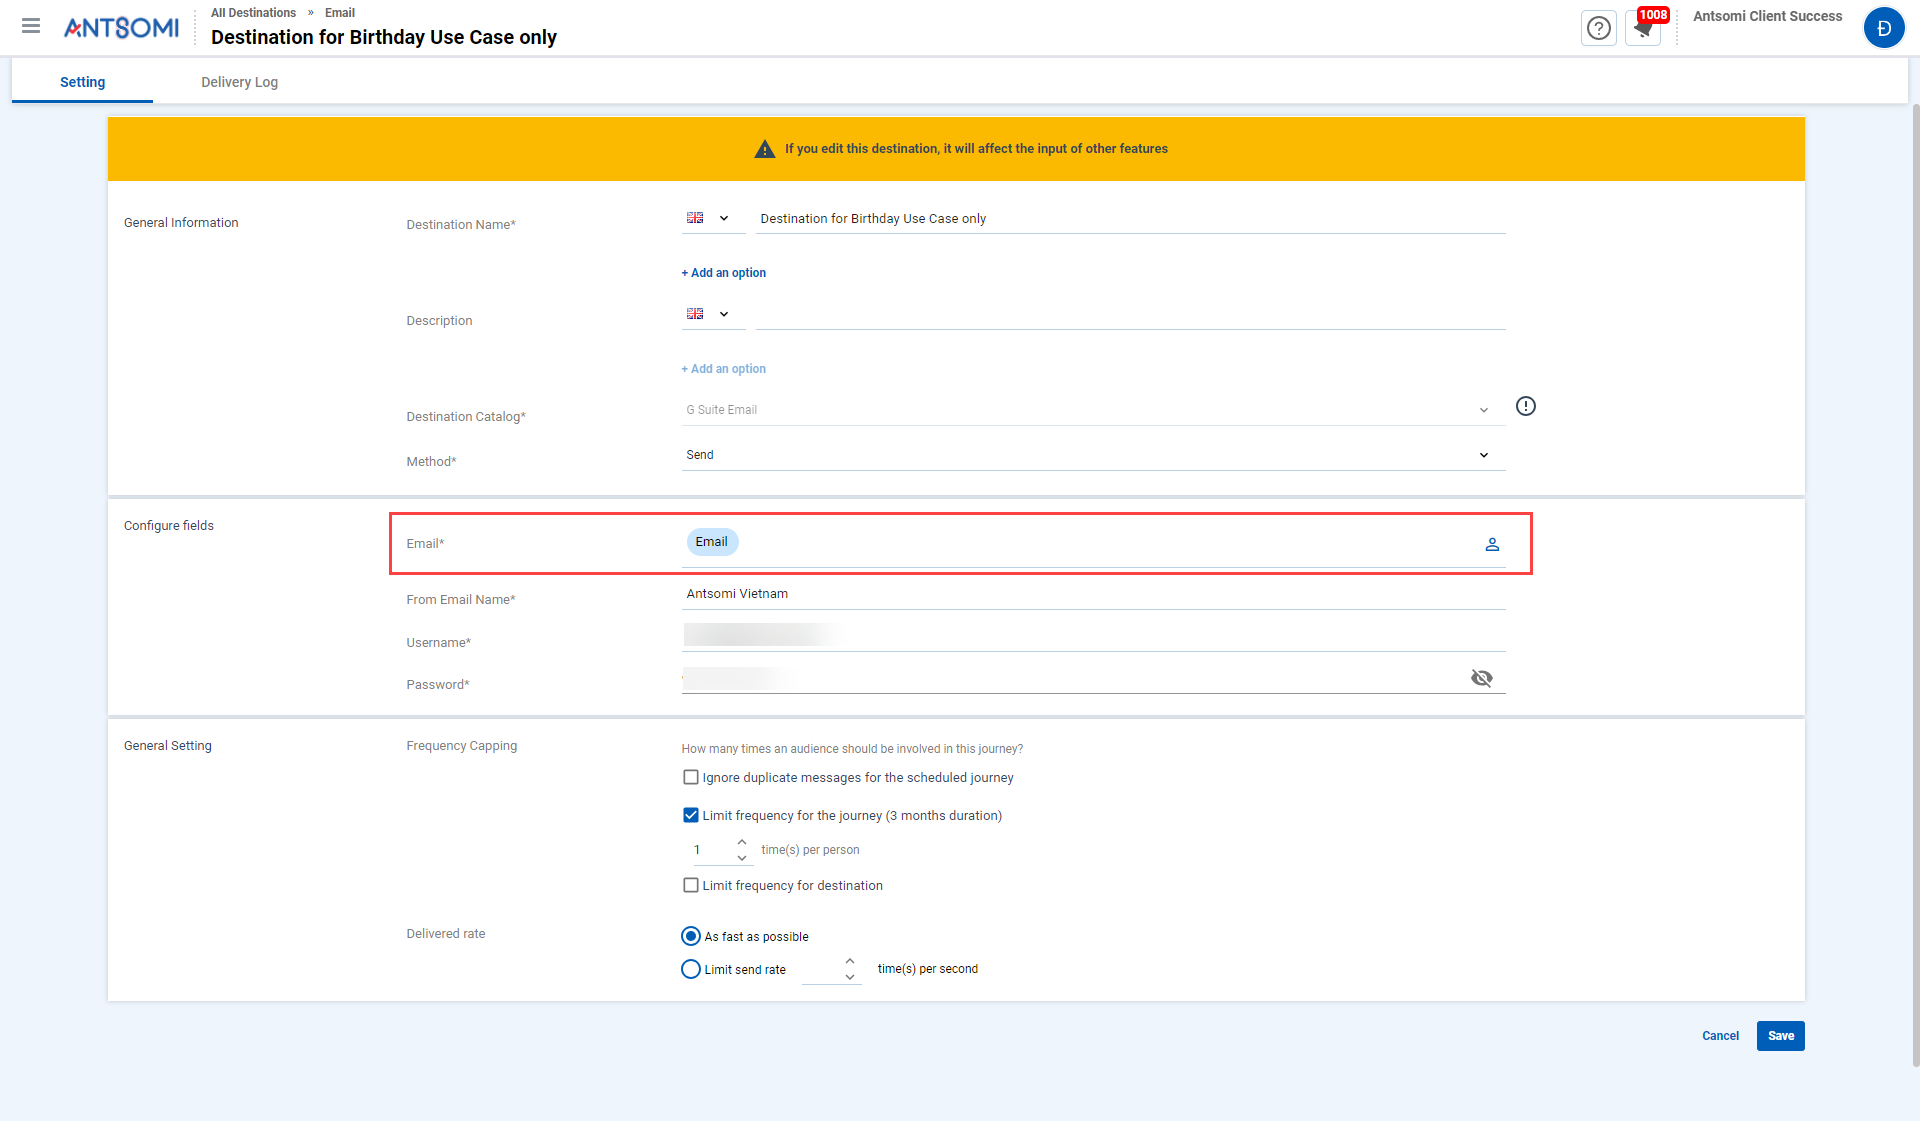 ANTSOMI
All Destinations » Email
Destination for Birthday Use Case only
1008
Antsomi Client Success
Đ
Setting
Delivery Log
If you edit this destination, it will affect the input of other features
General Information
Destination Name*
Destination for Birthday Use Case only
+ Add an option
Description
+ Add an option
Destination Catalog*
G Suite Email
Method*
Send
Configure fields
Email*
Email
From Email Name*
Antsomi Vietnam
Username*
Password*
General Setting
Frequency Capping
How many times an audience should be involved in this journey?
Ignore duplicate messages for the scheduled journey
Limit frequency for the journey (3 months duration)
1 time(s) per person
Limit frequency for destination
Delivered rate
As fast as possible
Limit send rate time(s) per second
Cancel
Save